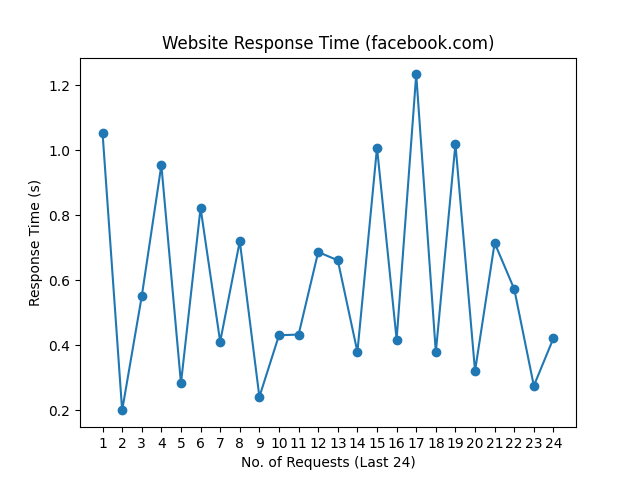 Website Response Time (facebook.com)
Response Time (s)
1.2
1.0
0.8
0.6
0.4
0.2
1 2 3 4 5 6 7 8 9 10 11 12 13 14 15 16 17 18 19 20 21 22 23 24
No. of Requests (Last 24)